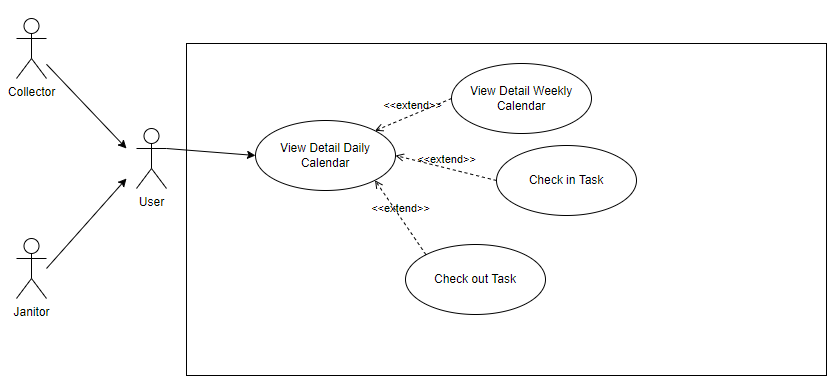 Collector
User
Janitor
View Detail Daily
Calendar
<<extend>>
View Detail Weekly
Calendar
<<extend>>
Check in Task
<<extend>>
Check out Task